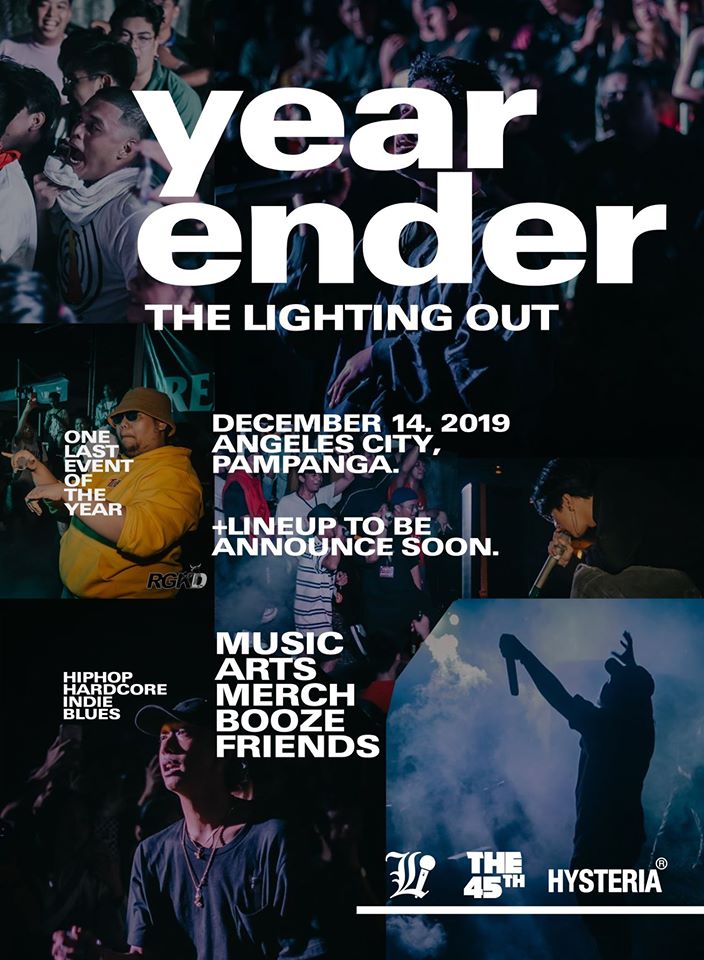 year
ender
THE LIGHTING OUT
DECEMBER 14. 2019
ANGELES CITY,
PAMPANGA.
ONE
LAST
EVENT
OF
THE
YEAR
+LINEUP TO BE
ANNOUNCE SOON.
RGKD
MUSIC
ARTS
MERCH
BOOZE
FRIENDS
HIPHOP
HARDCORE
INDIE
BLUES
THE
45TH
HYSTERIA®